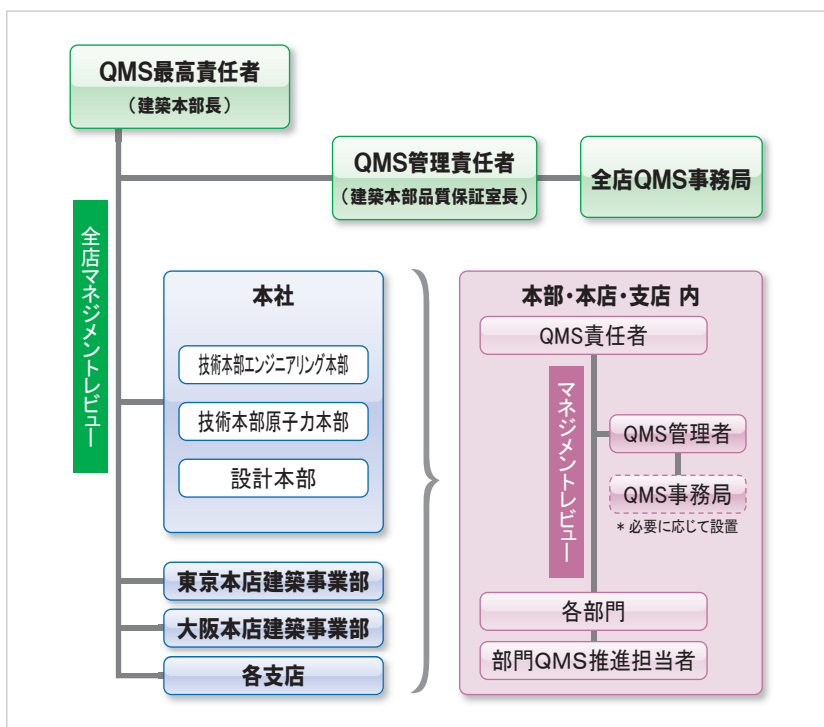 QMS最高責任者
（建築本部長）
QMS管理責任者
（建築本部品質保証室長）
全店QMS事務局
全店マネジメントレビュー
本社
技術本部エンジニアリング本部
技術本部原子力本部
設計本部
東京本店建築事業部
大阪本店建築事業部
各支店
本部・本店・支店 内
QMS責任者
マネジメントレビュー
QMS管理者
QMS事務局
* 必要に応じて設置
各部門
部門QMS推進担当者